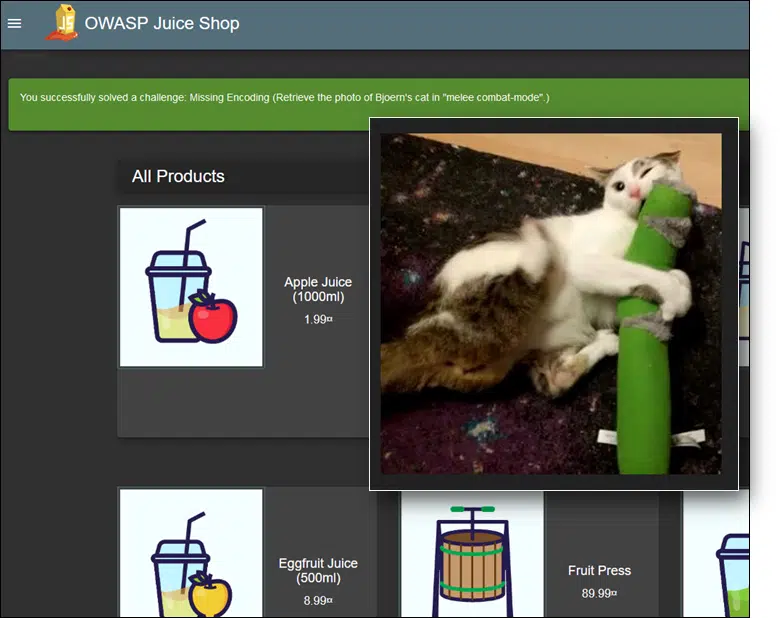 OWASP Juice Shop
You successfully solved a challenge: Missing Encoding (Retrieve the photo of Bjoern's cat in "melee combat-mode".)
All Products
Apple Juice
(1000ml)
1.99¤
Eggfruit Juice
(500ml)
8.99¤
Fruit Press
89.99¤